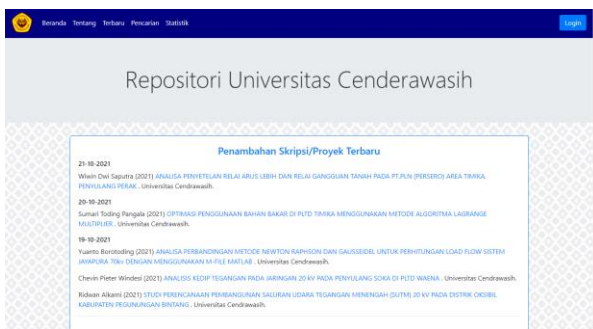 Beranda Tentang Terbaru Pencarian Statistik Login
Repositori Universitas Cenderawasih
Penambahan Skripsi/Proyek Terbaru
21-10-2021
Wiwin Dwi Saputra (2021) ANALISA PENYETELAN RELAI ARUS LEBIH DAN RELAI GANGGUAN TANAH PADA PT.PLN (PERSERO) AREA TIMIKA,
PENYULANG PERAK . Universitas Cendrawasih.
20-10-2021
Sumari Toding Pangala (2021) OPTIMASI PENGGUNAAN BAHAN BAKAR DI PLTD TIMIKA MENGGUNAKAN METODE ALGORITMA LAGRANGE
MULTIPLIER . Universitas Cendrawasih.
19-10-2021
Yuanto Borotoding (2021) ANALISA PERBANDINGAN METODE NEWTON RAPHSON DAN GAUSSEIDEL UNTUK PERHITUNGAN LOAD FLOW SISTEM
JAYAPURA 70kv DENGAN MENGGUNAKAN M-FILE MATLAB . Universitas Cendrawasih.
Chevin Pieter Windesi (2021) ANALISIS KEDIP TEGANGAN PADA JARINGAN 20 kV PADA PENYULANG SOKA DI PLTD WAENA . Universitas Cendrawasih.
Ridwan Alkami (2021) STUDI PERENCANAAN PEMBANGUNAN SALURAN UDARA TEGANGAN MENENGAH (SUTM) 20 kV PADA DISTRIK OKSIBIL
KABUPATEN PEGUNUNGAN BINTANG . Universitas Cendrawasih.